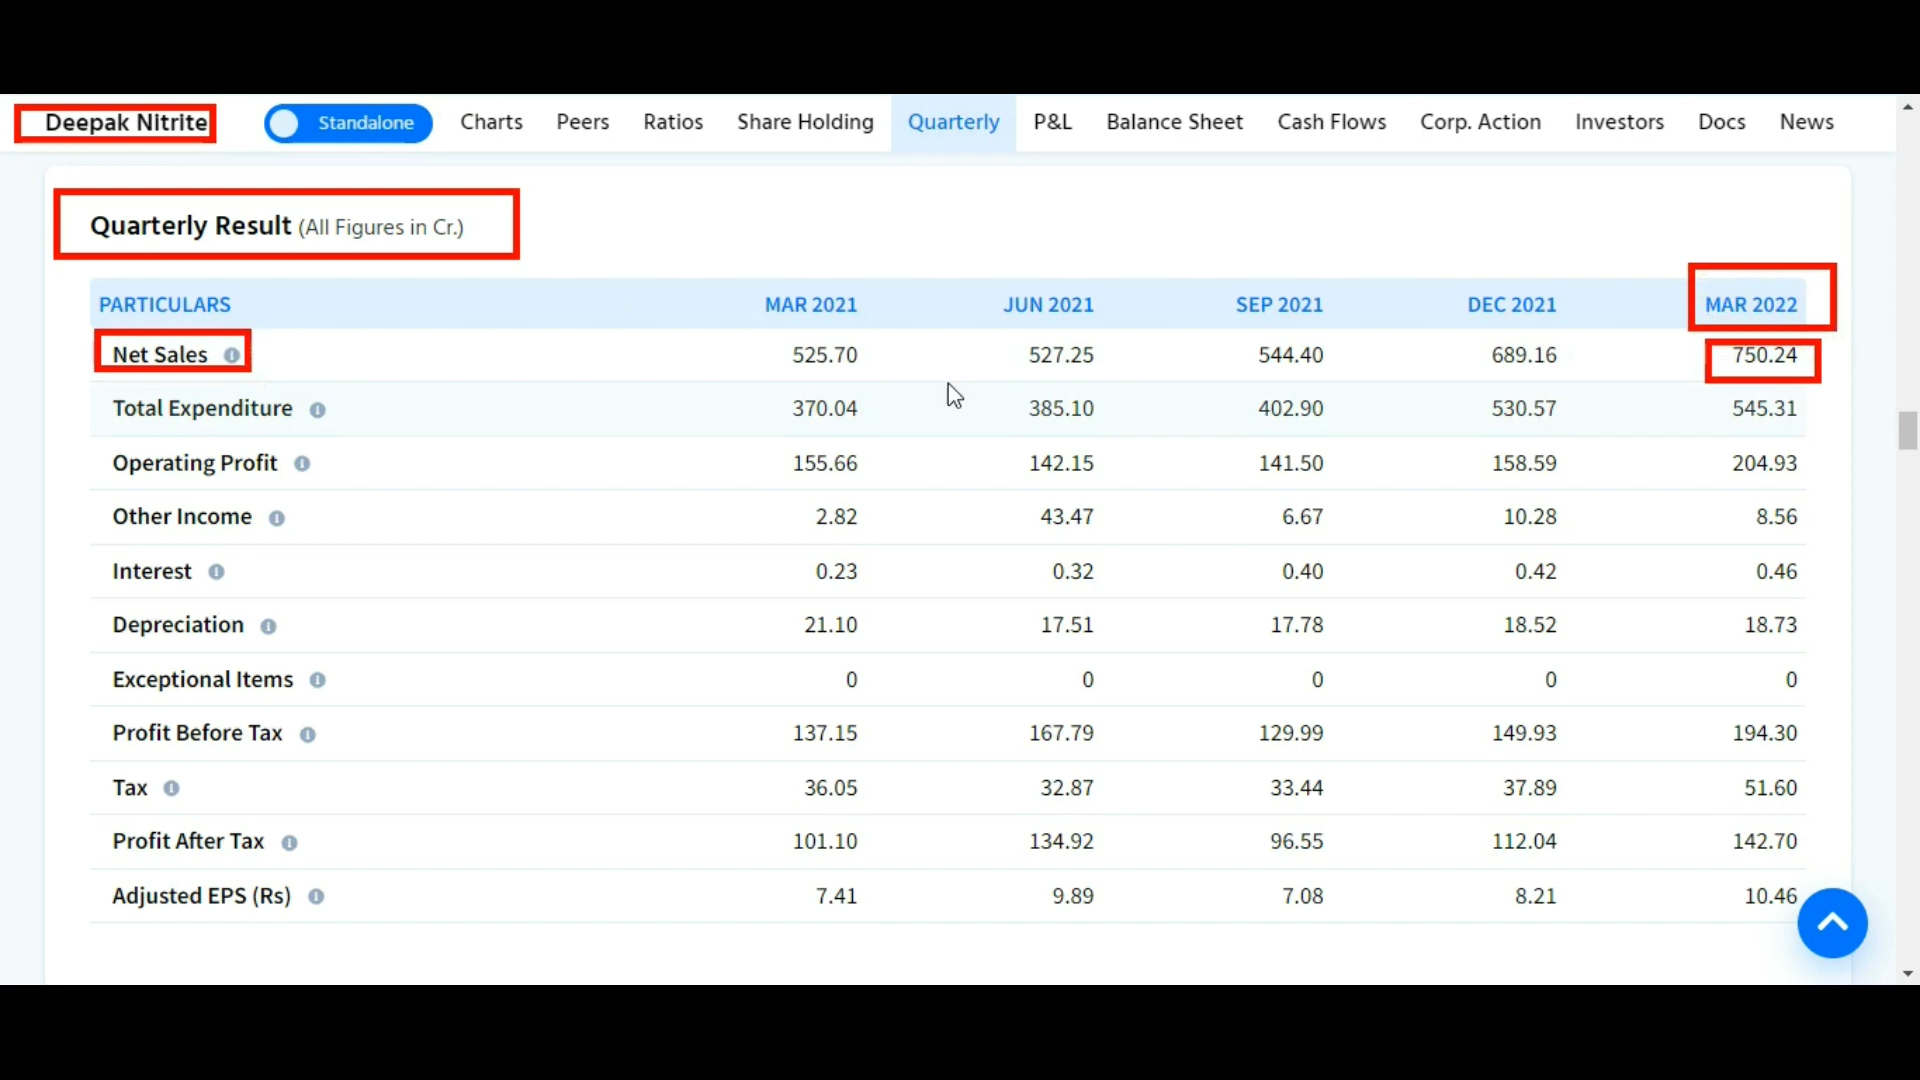 Deepak Nitrite Standalone Charts Peers Ratios Share Holding Quarterly P&L Balance Sheet Cash Flows Corp. Action Investors Docs News
Quarterly Result (All Figures in Cr.)
PARTICULARS MAR 2021 JUN 2021 SEP 2021 DEC 2021 MAR 2022
Net Sales 525.70 527.25 544.40 689.16 750.24
Total Expenditure 370.04 385.10 402.90 530.57 545.31
Operating Profit 155.66 142.15 141.50 158.59 204.93
Other Income 2.82 43.47 6.67 10.28 8.56
Interest 0.23 0.32 0.40 0.42 0.46
Depreciation 21.10 17.51 17.78 18.52 18.73
Exceptional Items 0 0 0 0 0
Profit Before Tax 137.15 167.79 129.99 149.93 194.30
Tax 36.05 32.87 33.44 37.89 51.60
Profit After Tax 101.10 134.92 96.55 112.04 142.70
Adjusted EPS (Rs) 7.41 9.89 7.08 8.21 10.46